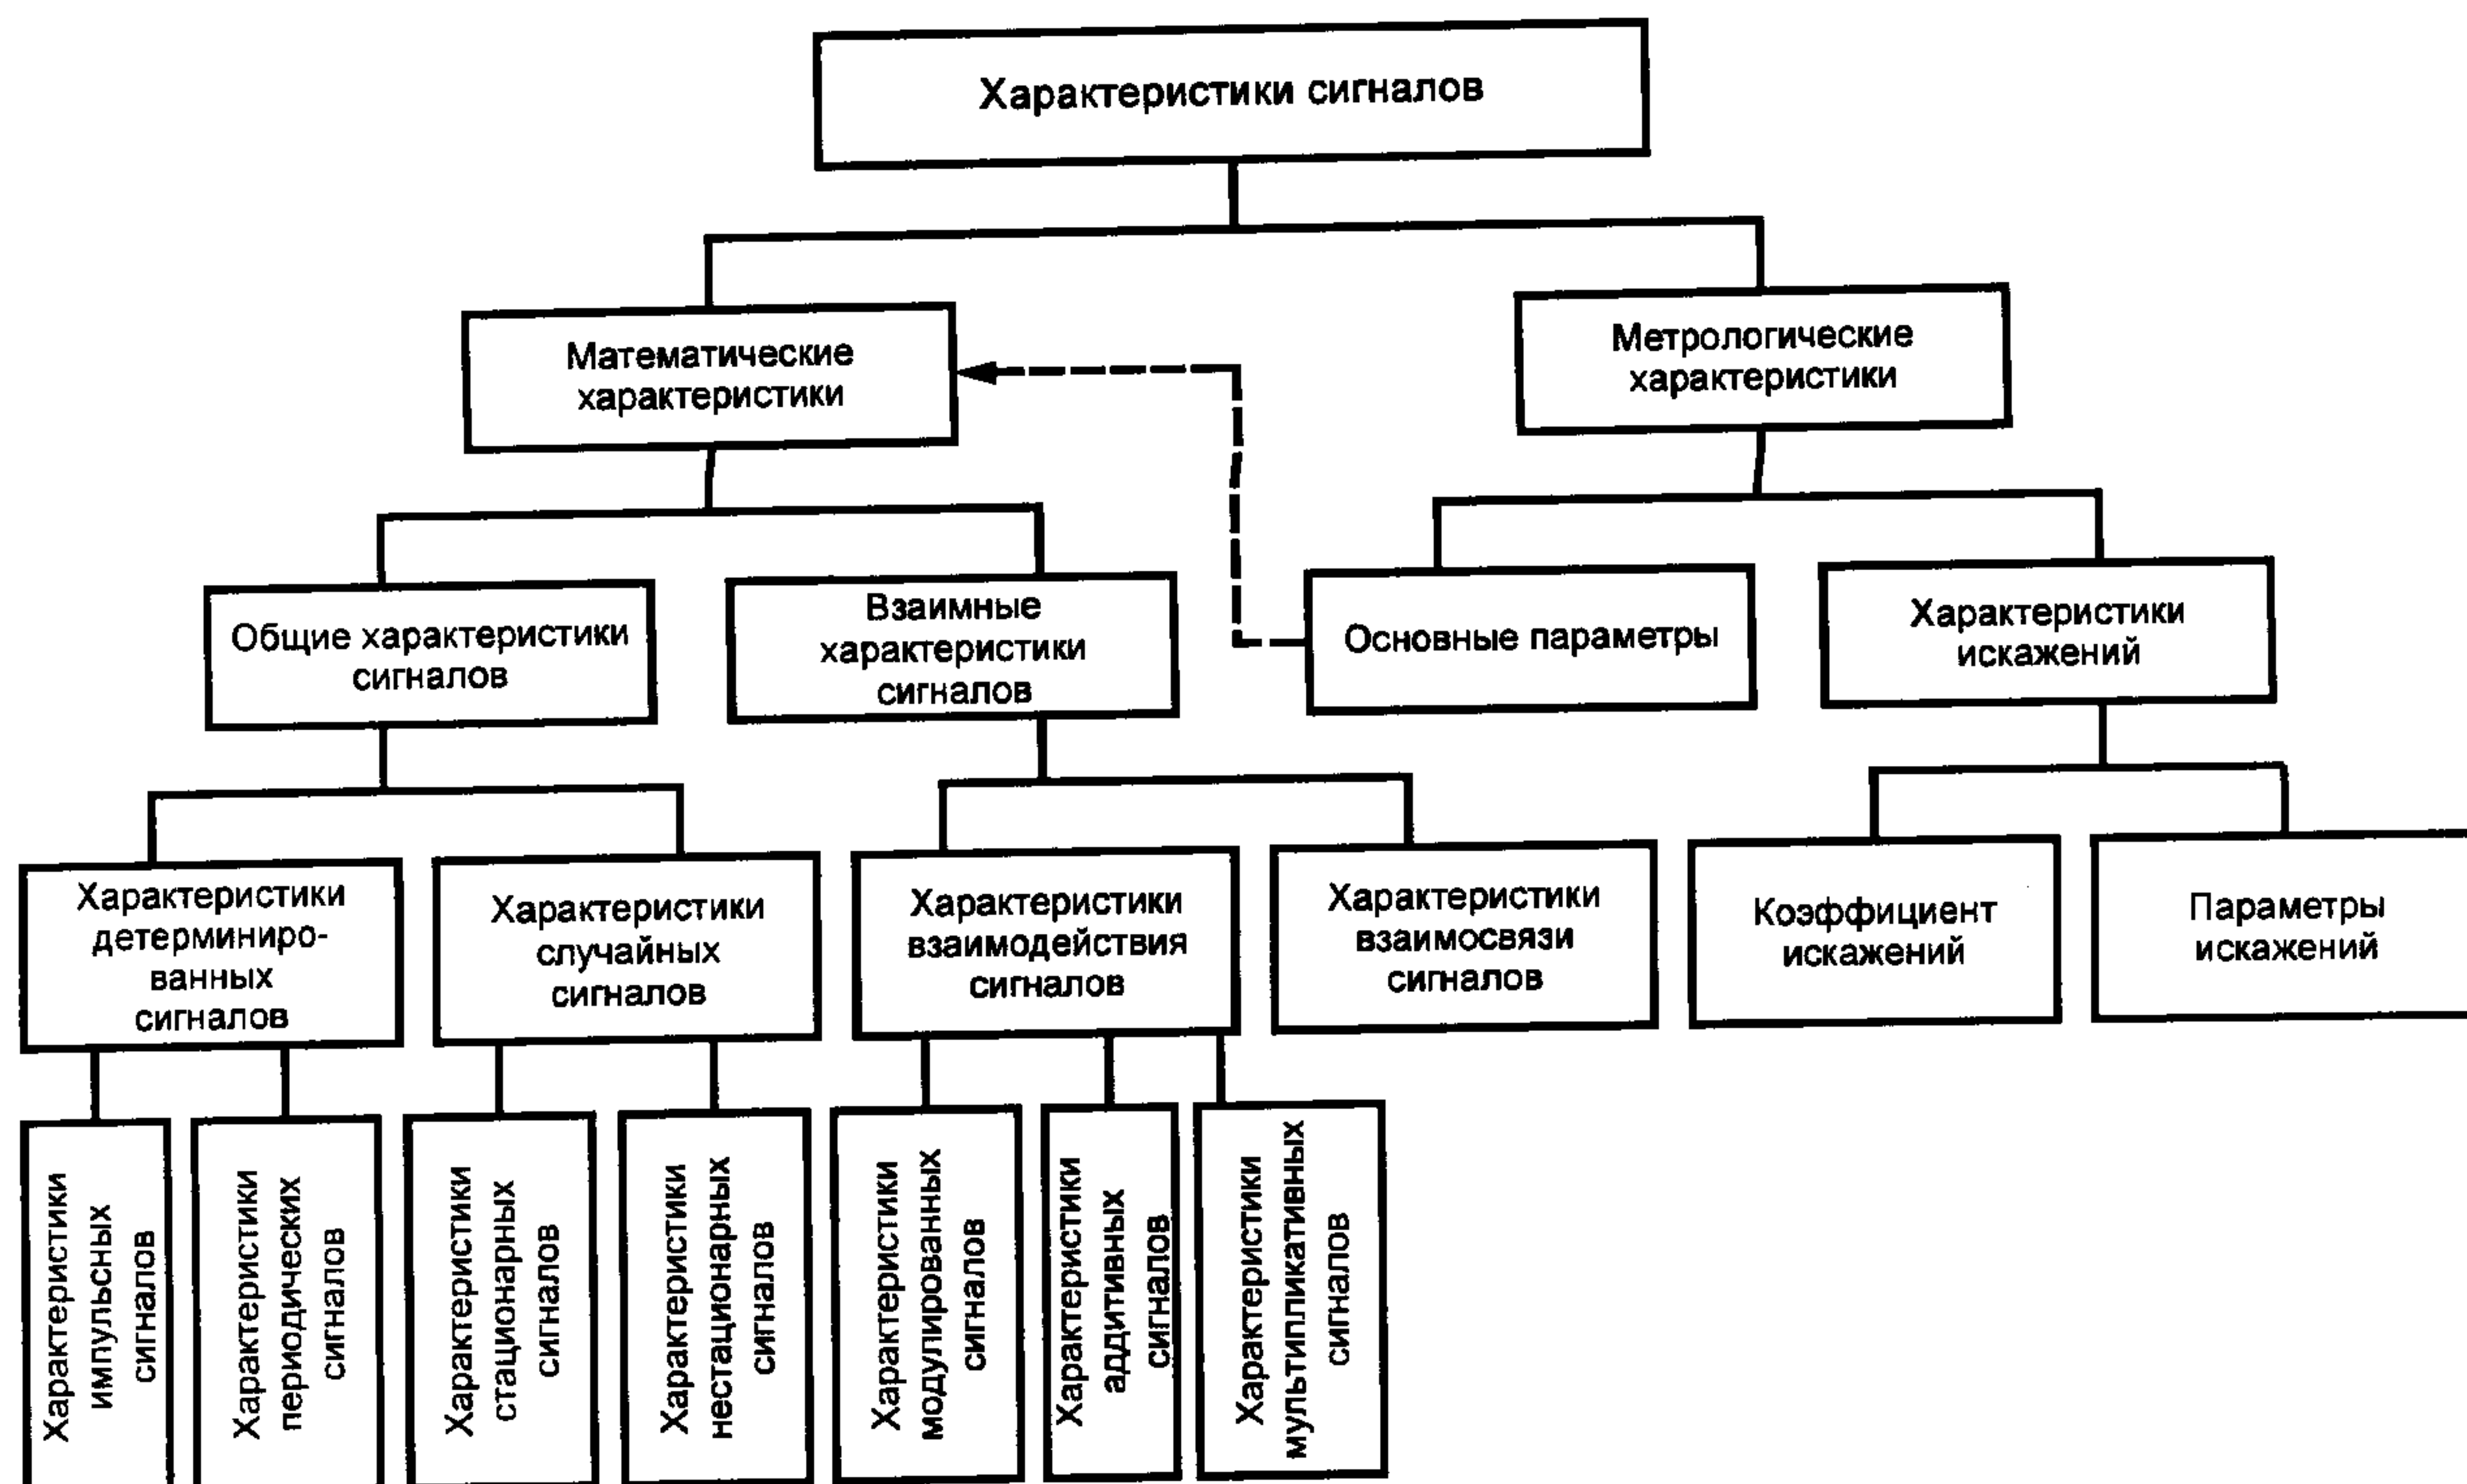 Характеристики сигналов
Математические
характеристики
Метрологические
характеристики
Общие характеристики
сигналов
Взаимные
характеристики
сигналов
Основные параметры
Характеристики
искажений
Характеристики
детерминиро-
ванных
сигналов
Характеристики
случайных
сигналов
Характеристики
взаимодействия
сигналов
Характеристики
взаимосвязи
сигналов
Коэффициент
искажений
Параметры
искажений
Характеристики
импульсных
сигналов
Характеристики
периодических
сигналов
Характеристики
стационарных
сигналов
Характеристики
нестационарных
сигналов
Характеристики
модулированных
сигналов
Характеристики
аддитивных
сигналов
Характеристики
мультипликативных
сигналов